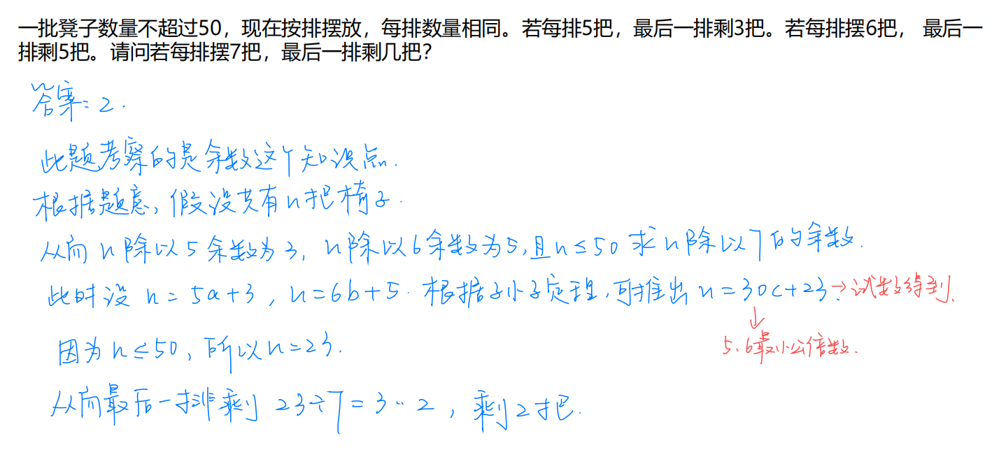 一批凳子数量不超过50，现在按排摆放，每排数量相同。若每排5把，最后一排剩3把。若每排摆6把， 最后一
排剩5把。请问若每排摆7把，最后一排剩几把？
答案：2.
此题考察的是余数这个知识点.
根据题意，假设共有n把椅子.
从而n除以5余数为3，n除以6余数为5,且n≤50求n除以7的余数.
此时设 n=5a+3，n=6b+5. 根据孙子定理，可推出n=30c+23. →试数得到.
↓
5、6最小公倍数.
因为n≤50，所以n=23.
从而最后一排剩 23÷7=3…2，剩2把.